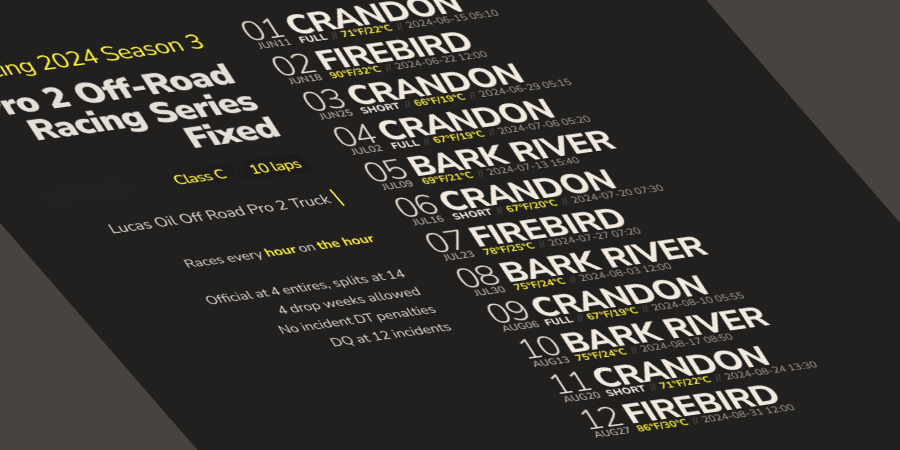 ing 2024 Season 3
ro 2 Off-Road
Racing Series
Fixed
Class C 10 laps
Lucas Oil Off Road Pro 2 Truck
Races every hour on the hour
Official at 4 entires, splits at 14
4 drop weeks allowed
No incident DT penalties
DQ at 12 incidents
01 CRANDON
JUN11 FULL // 71°F/22°C // 2024-06-15 05:10
02 FIREBIRD
JUN18 90°F/32°C // 2024-06-22 12:00
03 CRANDON
JUN25 SHORT // 66°F/19°C // 2024-06-29 05:15
04 CRANDON
JUL02 FULL // 67°F/19°C // 2024-07-06 05:20
05 BARK RIVER
JUL09 69°F/21°C // 2024-07-13 15:40
06 CRANDON
JUL16 SHORT // 67°F/20°C // 2024-07-20 07:30
07 FIREBIRD
JUL23 78°F/25°C // 2024-07-27 07:20
08 BARK RIVER
JUL30 75°F/24°C // 2024-08-03 12:00
09 CRANDON
AUG06 FULL // 67°F/19°C // 2024-08-10 05:55
10 BARK RIVER
AUG13 75°F/24°C // 2024-08-17 08:50
11 CRANDON
AUG20 SHORT // 71°F/22°C // 2024-08-24 13:30
12 FIREBIRD
AUG27 86°F/30°C // 2024-08-31 12:00